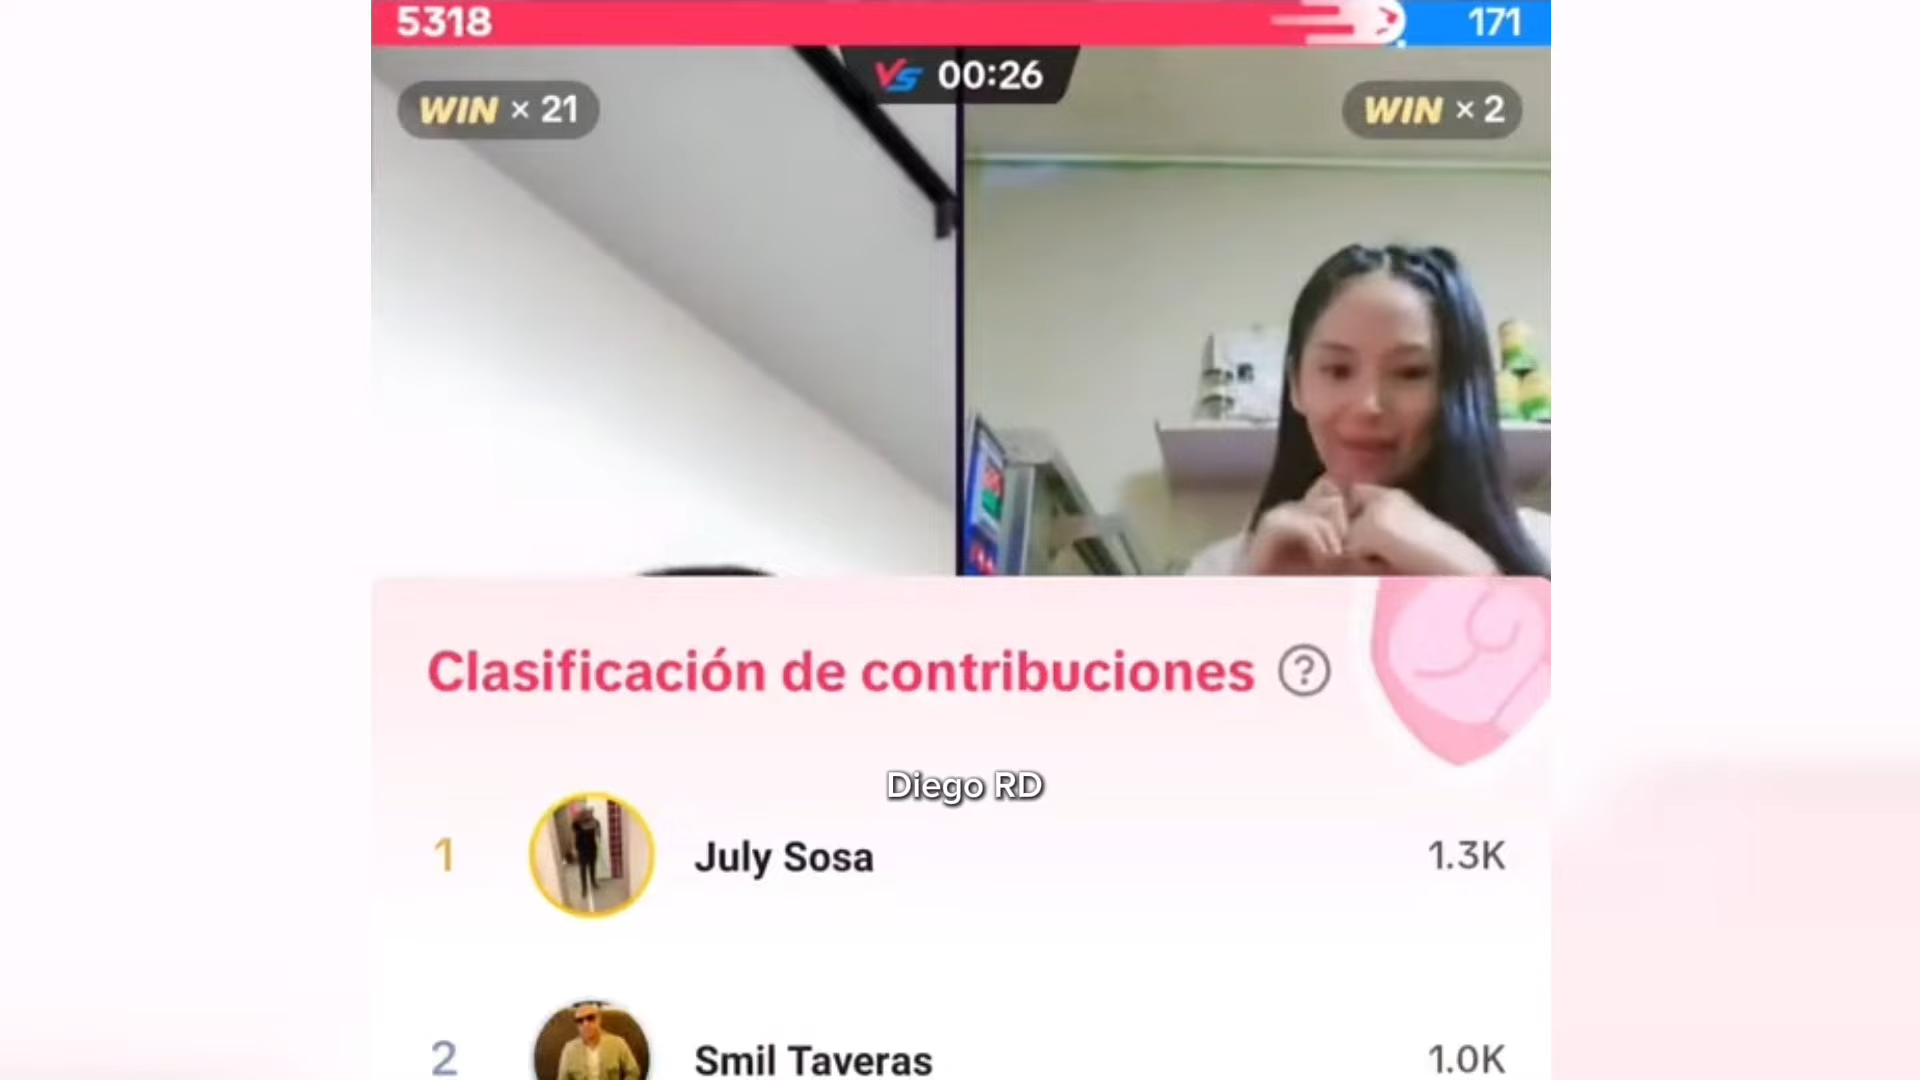 5318
171
VS 00:26
WIN × 21
WIN × 2
Clasificación de contribuciones ?
Diego RD
1 July Sosa 1.3K
2 Smil Taveras 1.0K